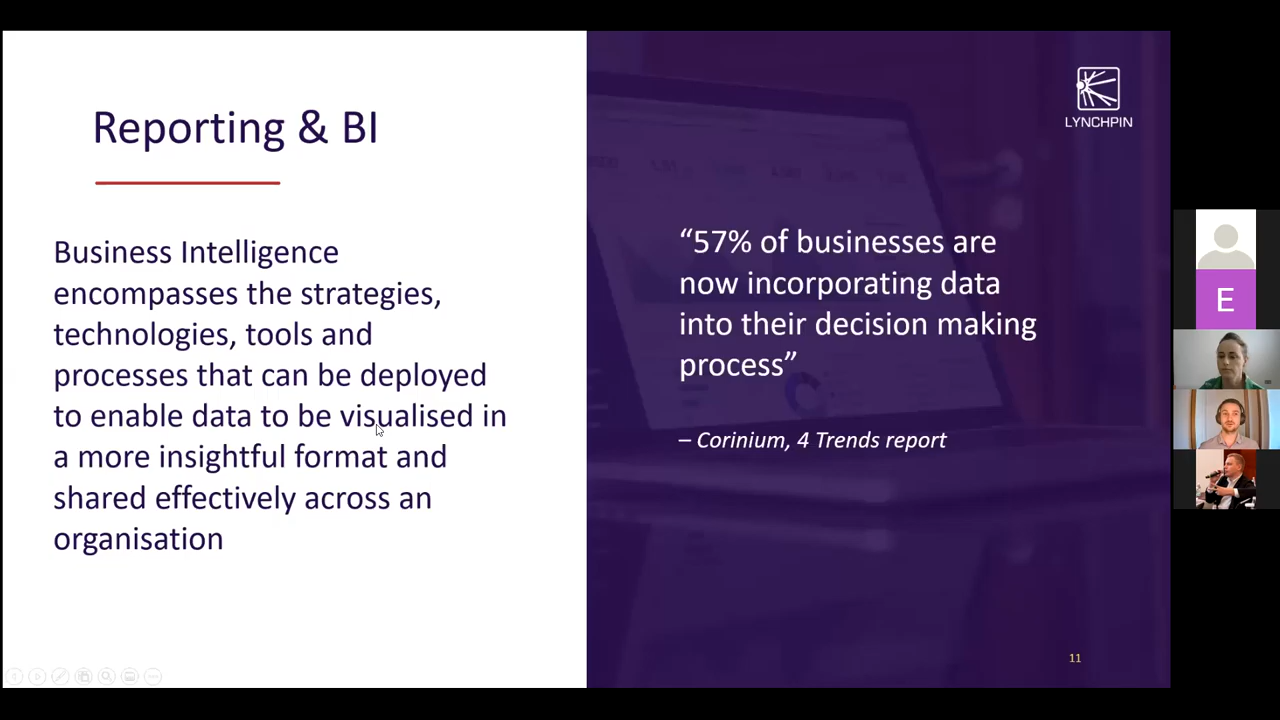 Reporting & BI
Business Intelligence
encompasses the strategies,
technologies, tools and
processes that can be deployed
to enable data to be visualised in
a more insightful format and
shared effectively across an
organisation
LYNCHPIN
“57% of businesses are
now incorporating data
into their decision making
process”
– Corinium, 4 Trends report
11
E